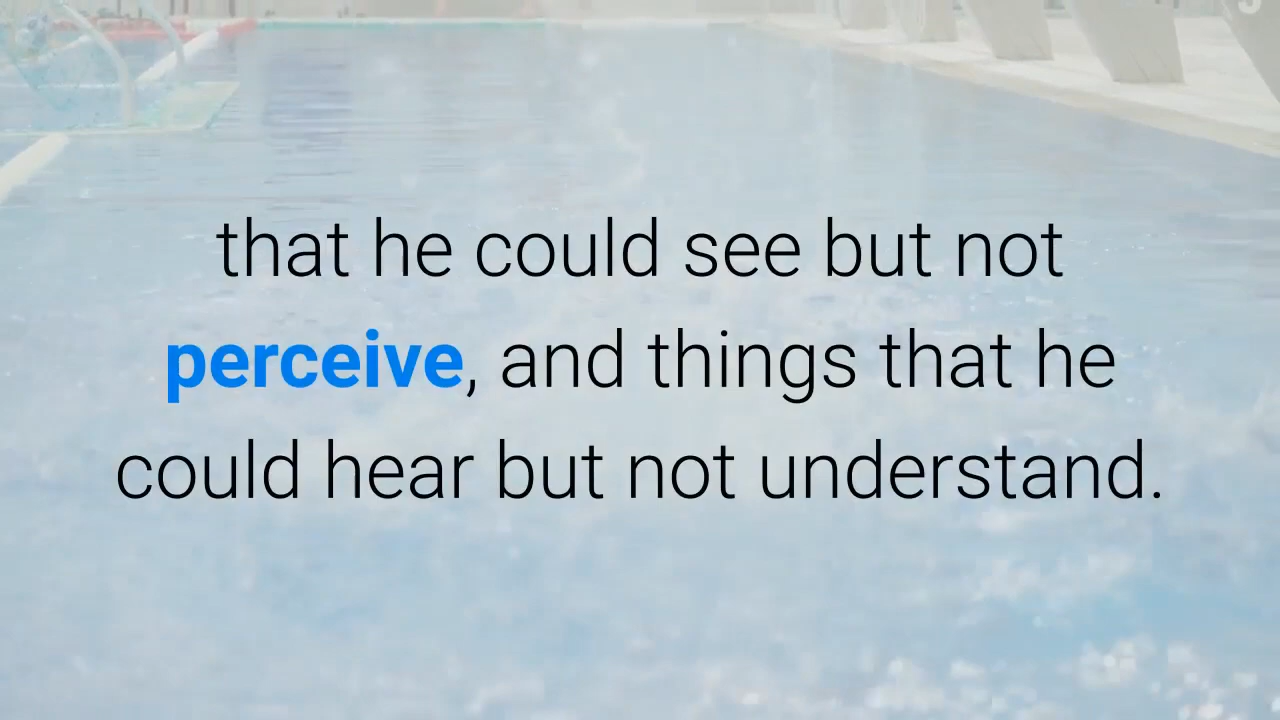 that he could see but not
perceive, and things that he
could hear but not understand.